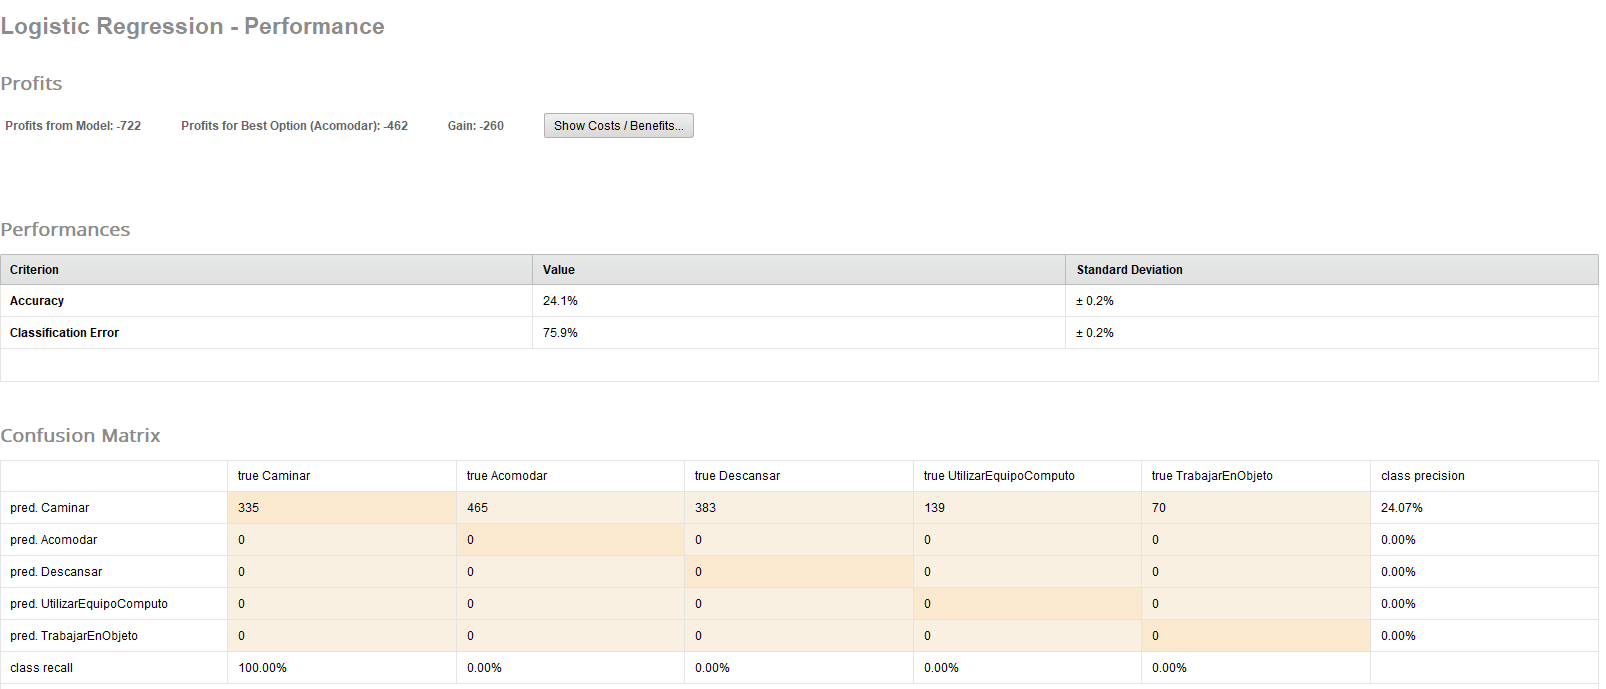 Logistic Regression - Performance
Profits
Profits from Model: -722 Profits for Best Option (Acomodar): -462 Gain: -260 Show Costs / Benefits...
Performances
Criterion Value Standard Deviation
Accuracy 24.1% ± 0.2%
Classification Error 75.9% ± 0.2%
Confusion Matrix
true Caminar true Acomodar true Descansar true UtilizarEquipoComputo true TrabajarEnObjeto class precision
pred. Caminar 335 465 383 139 70 24.07%
pred. Acomodar 0 0 0 0 0 0.00%
pred. Descansar 0 0 0 0 0 0.00%
pred. UtilizarEquipoComputo 0 0 0 0 0 0.00%
pred. TrabajarEnObjeto 0 0 0 0 0 0.00%
class recall 100.00% 0.00% 0.00% 0.00% 0.00%